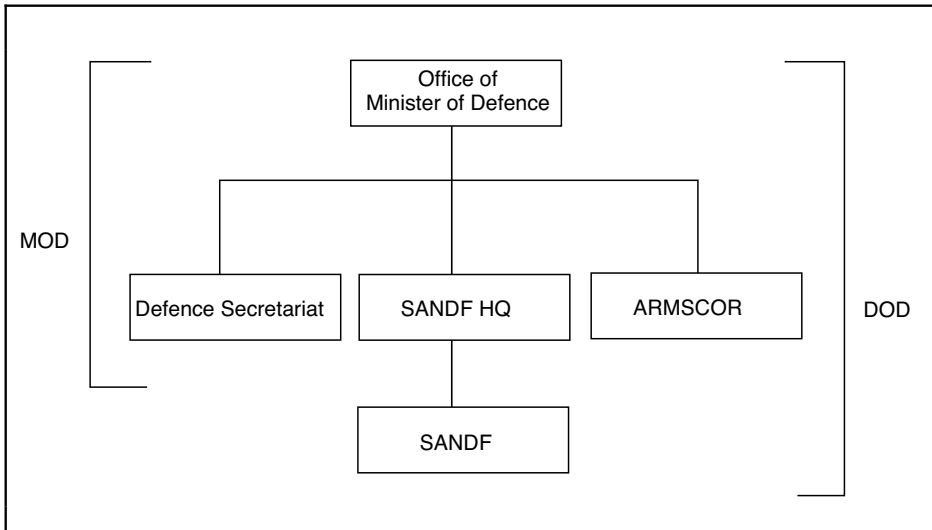 Office of
Minister of Defence
MOD
Defence Secretariat
SANDF HQ
ARMSCOR
DOD
SANDF